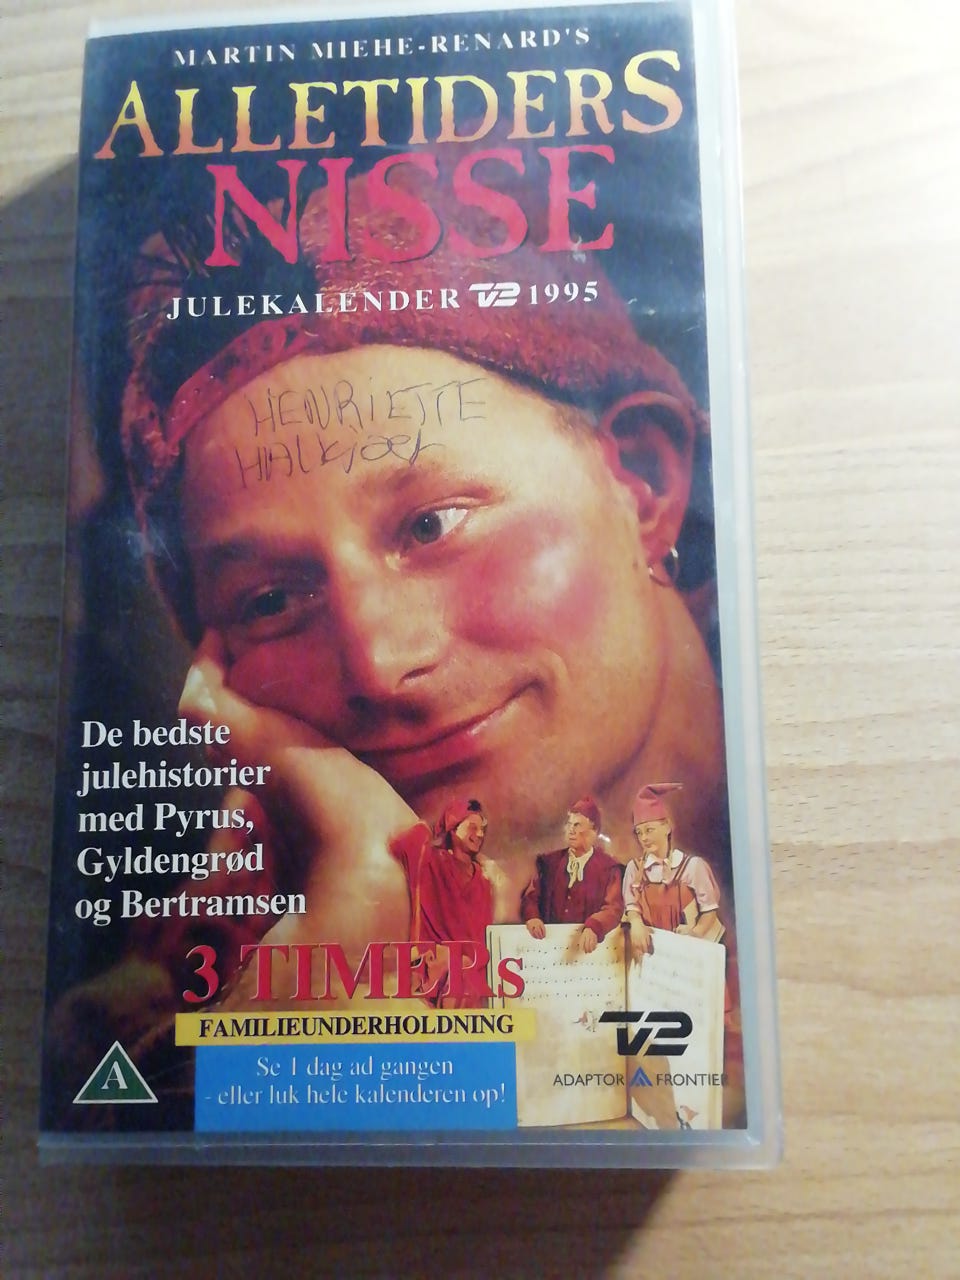 MARTIN MIEHE-RENARD'S
ALLETIDERS
NISSE
JULEKALENDER TV2 1995
HENRIETTE
HALkjær
De bedste
julehistorier
med Pyrus,
Gyldengrød
og Bertramsen
3 TIMERS
FAMILIEUNDERHOLDNING
Se 1 dag ad gangen
- eller luk hele kalenderen op!
A
TV2
ADAPTOR FRONTIER